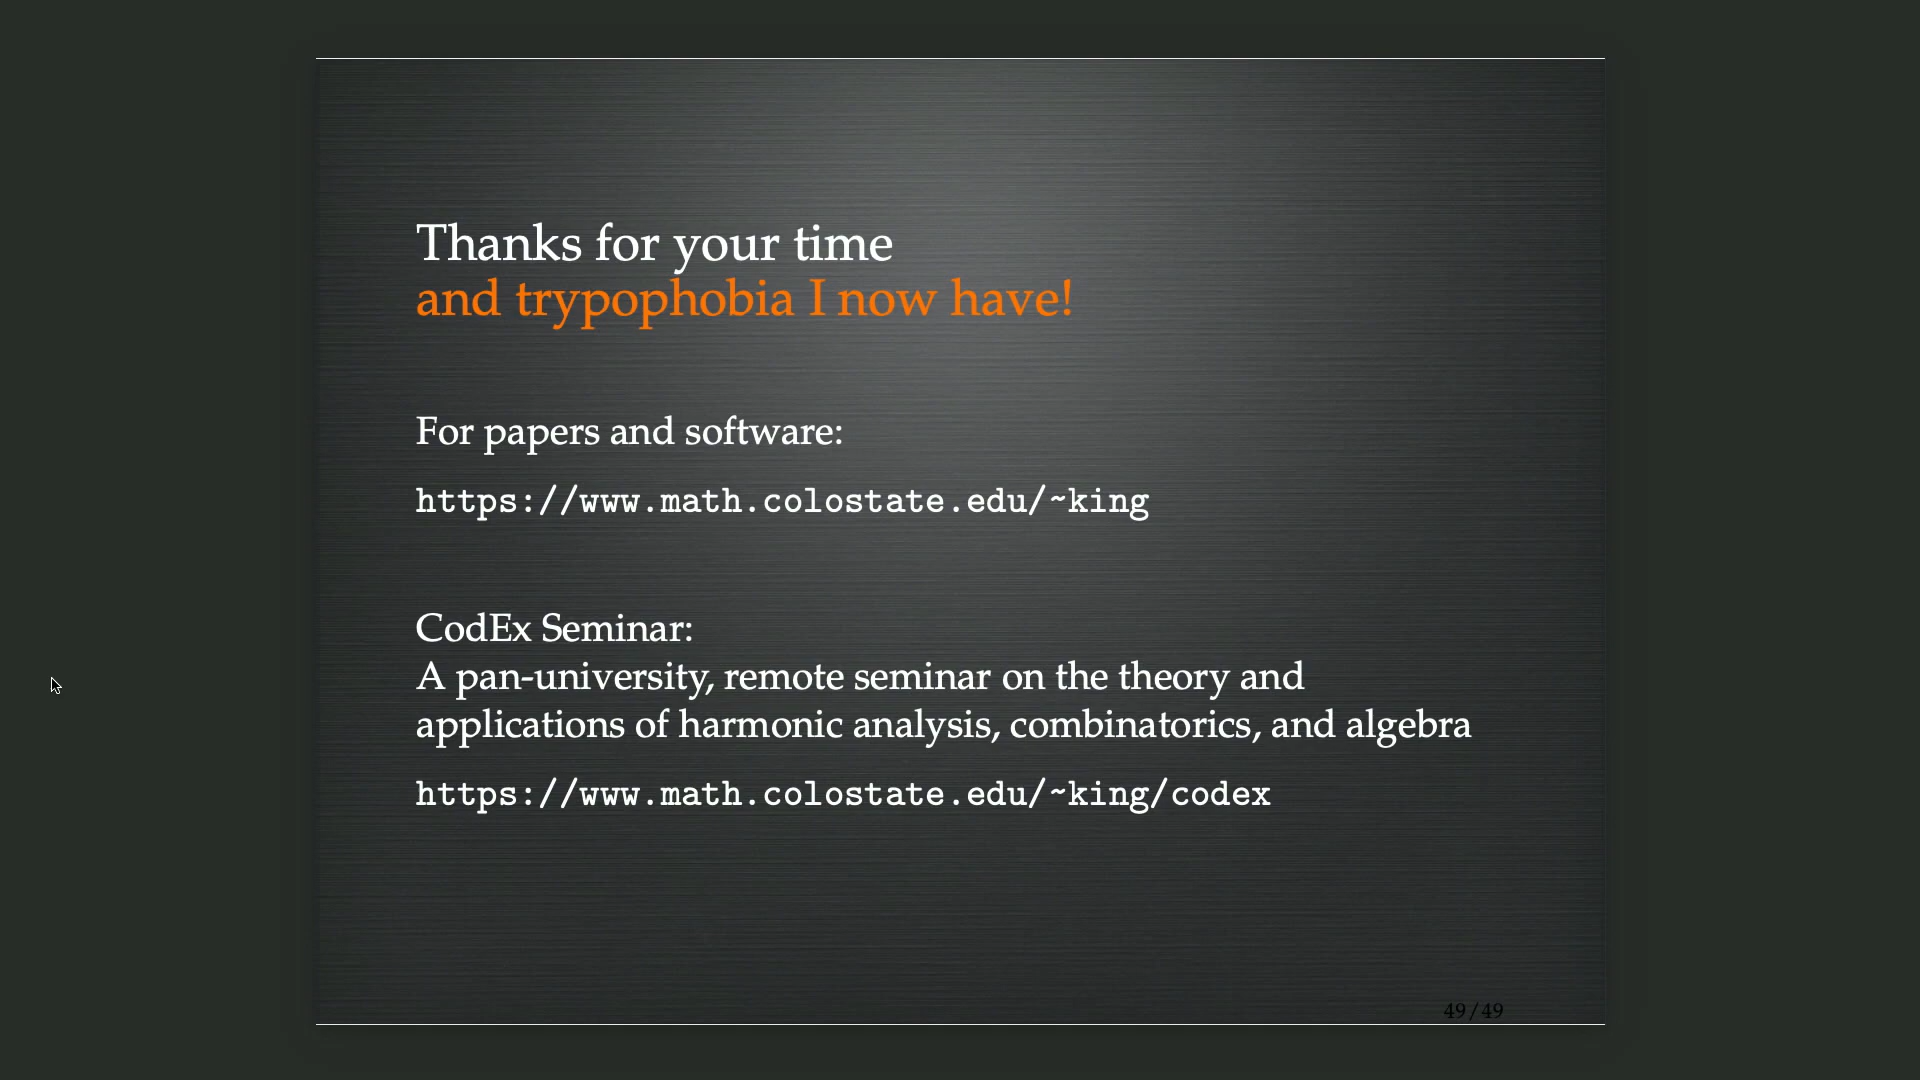 Thanks for your time
and trypophobia I now have!
For papers and software:
https://www.math.colostate.edu/~king
CodEx Seminar:
A pan-university, remote seminar on the theory and
applications of harmonic analysis, combinatorics, and algebra
https://www.math.colostate.edu/~king/codex
49/49